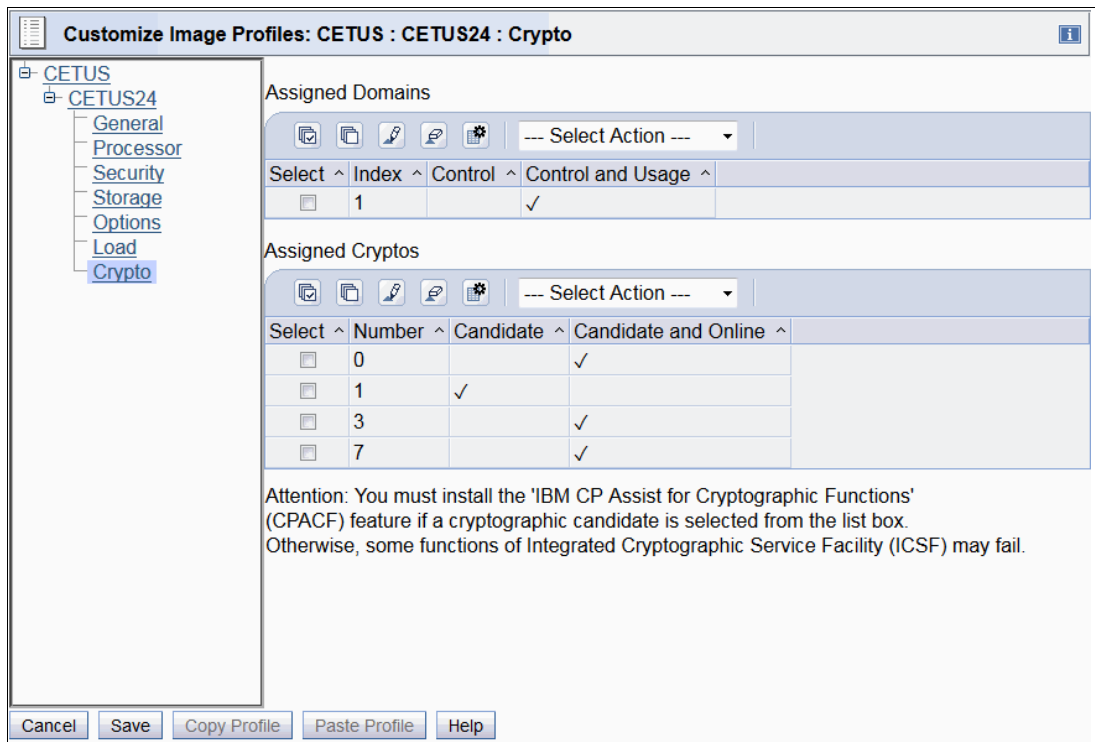 Customize Image Profiles: CETUS : CETUS24 : Crypto
i
CETUS
CETUS24
General
Processor
Security
Storage
Options
Load
Crypto
Assigned Domains
--- Select Action ---
Select ^ Index ^ Control ^ Control and Usage ^
1 ✓
Assigned Cryptos
--- Select Action ---
Select ^ Number ^ Candidate ^ Candidate and Online ^
0 ✓
1 ✓
3 ✓
7 ✓
Attention: You must install the 'IBM CP Assist for Cryptographic Functions'
(CPACF) feature if a cryptographic candidate is selected from the list box.
Otherwise, some functions of Integrated Cryptographic Service Facility (ICSF) may fail.
Cancel Save Copy Profile Paste Profile Help